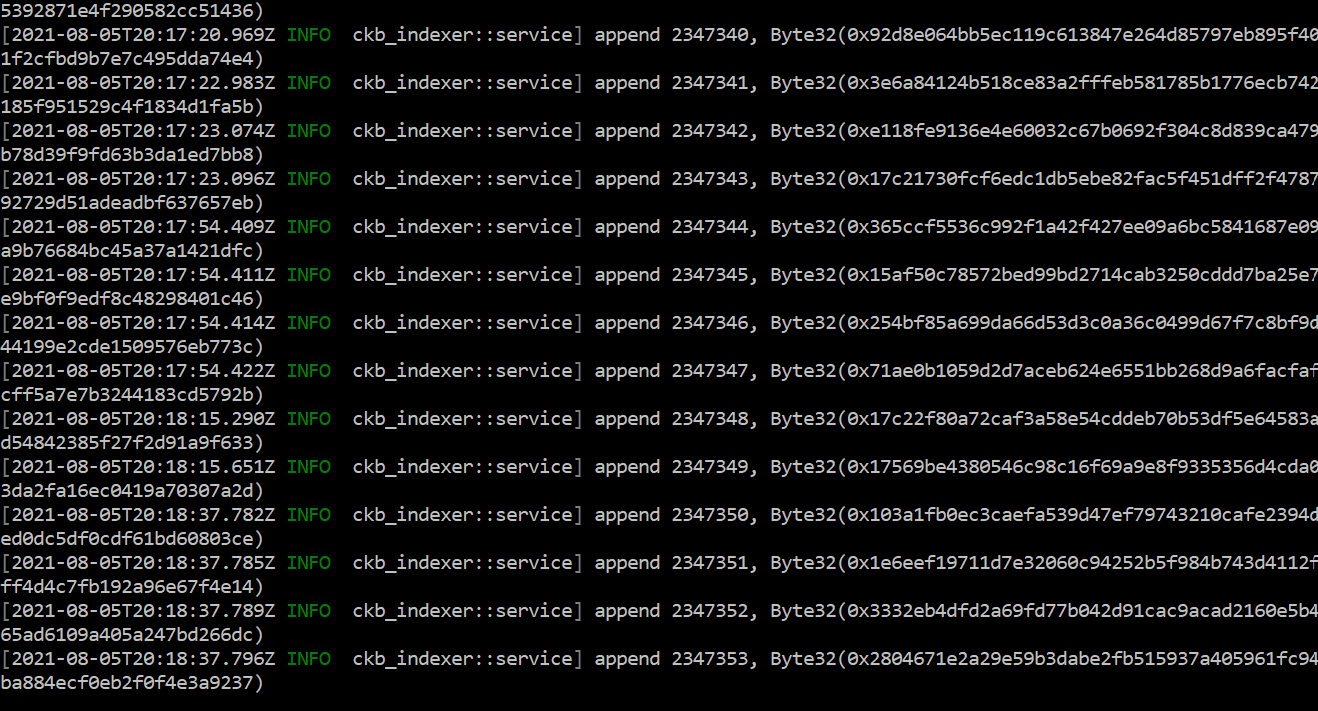 5392871e4f290582cc51436)
[2021-08-05T20:17:20.969Z INFO  ckb_indexer::service] append 2347340, Byte32(0x92d8e064bb5ec119c613847e264d85797eb895f40
1f2cfbd9b7e7c495dda74e4)
[2021-08-05T20:17:22.983Z INFO  ckb_indexer::service] append 2347341, Byte32(0x3e6a84124b518ce83a2fffeb581785b1776ecb742
185f951529c4f1834d1fa5b)
[2021-08-05T20:17:23.074Z INFO  ckb_indexer::service] append 2347342, Byte32(0xe118fe9136e4e60032c67b0692f304c8d839ca479
b78d39f9fd63b3da1ed7bb8)
[2021-08-05T20:17:23.096Z INFO  ckb_indexer::service] append 2347343, Byte32(0x17c21730fcf6edc1db5ebe82fac5f451dff2f4787
92729d51adeadbf637657eb)
[2021-08-05T20:17:54.409Z INFO  ckb_indexer::service] append 2347344, Byte32(0x365ccf5536c992f1a42f427ee09a6bc5841687e09
a9b76684bc45a37a1421dfc)
[2021-08-05T20:17:54.411Z INFO  ckb_indexer::service] append 2347345, Byte32(0x15af50c78572bed99bd2714cab3250cddd7ba25e7
e9bf0f9edf8c48298401c46)
[2021-08-05T20:17:54.414Z INFO  ckb_indexer::service] append 2347346, Byte32(0x254bf85a699da66d53d3c0a36c0499d67f7c8bf9d
44199e2cde1509576eb773c)
[2021-08-05T20:17:54.422Z INFO  ckb_indexer::service] append 2347347, Byte32(0x71ae0b1059d2d7aceb624e6551bb268d9a6facfaf
cff5a7e7b3244183cd5792b)
[2021-08-05T20:18:15.290Z INFO  ckb_indexer::service] append 2347348, Byte32(0x17c22f80a72caf3a58e54cddeb70b53df5e64583a
d54842385f27f2d91a9f633)
[2021-08-05T20:18:15.651Z INFO  ckb_indexer::service] append 2347349, Byte32(0x17569be4380546c98c16f69a9e8f9335356d4cda0
3da2fa16ec0419a70307a2d)
[2021-08-05T20:18:37.782Z INFO  ckb_indexer::service] append 2347350, Byte32(0x103a1fb0ec3caefa539d47ef79743210cafe2394d
ed0dc5df0cdf61bd60803ce)
[2021-08-05T20:18:37.785Z INFO  ckb_indexer::service] append 2347351, Byte32(0x1e6eef19711d7e32060c94252b5f984b743d4112f
ff4d4c7fb192a96e67f4e14)
[2021-08-05T20:18:37.789Z INFO  ckb_indexer::service] append 2347352, Byte32(0x3332eb4dfd2a69fd77b042d91cac9acad2160e5b4
65ad6109a405a247bd266dc)
[2021-08-05T20:18:37.796Z INFO  ckb_indexer::service] append 2347353, Byte32(0x2804671e2a29e59b3dabe2fb515937a405961fc94
ba884ecf0eb2f0f4e3a9237)